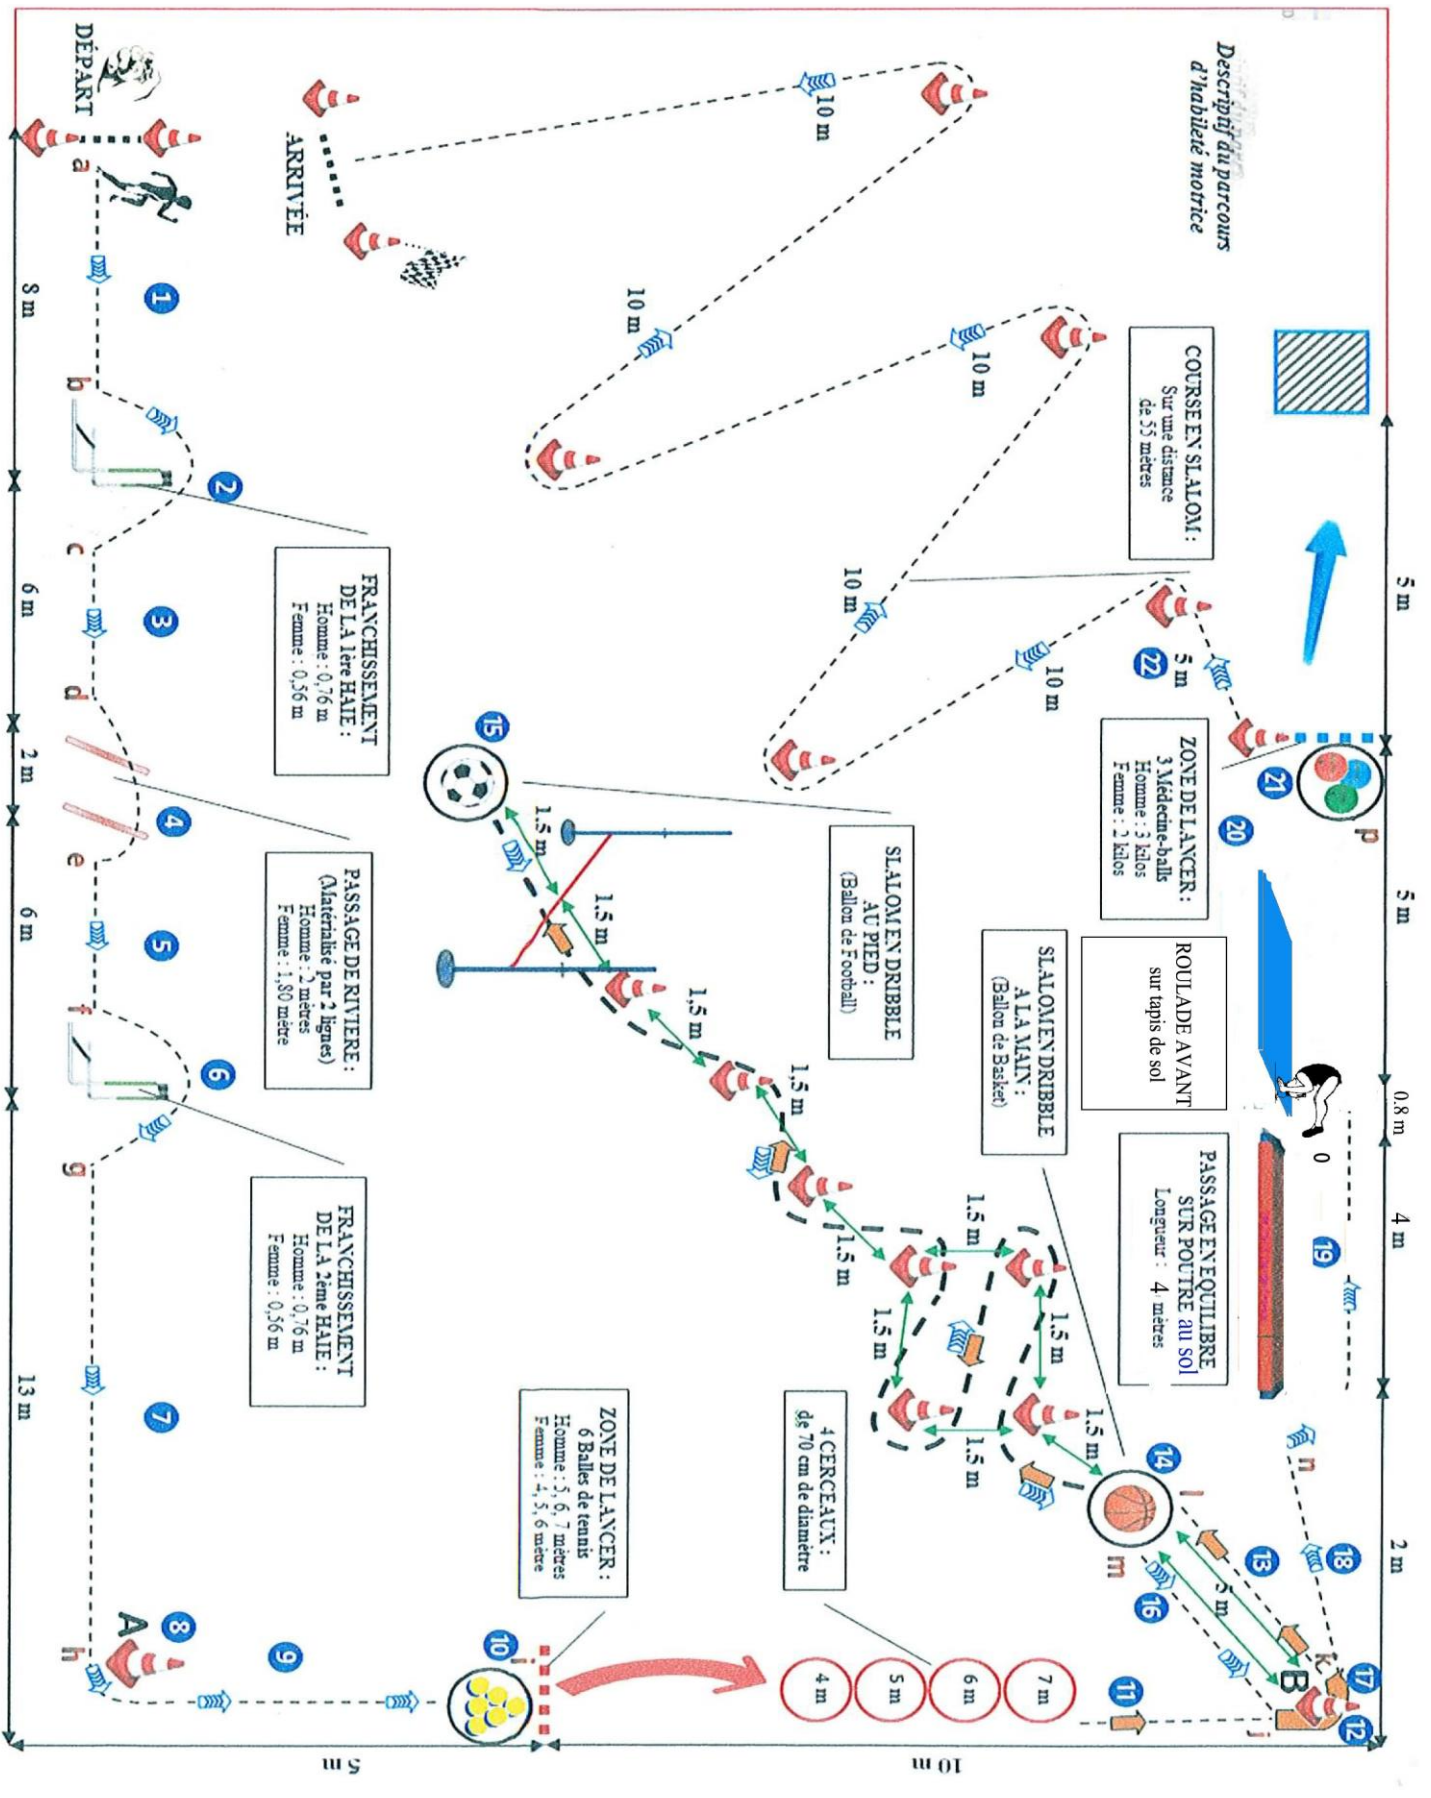 Descriptif du parcours
d'habileté motrice
DÉPART
ARRIVÉE
a
1
8 m
b
2
c
3
6 m
d
2 m
4
e
5
6 m
f
6
g
7
13 m
h
A
8
9
5 m
10
i
10 m
FRANCHISSEMENT
DE LA 1ère HAIE :
Homme : 0,76 m
Femme : 0,56 m
PASSAGE DE RIVIERE :
(Matérialisé par 2 lignes)
Homme : 2 mètres
Femme : 1,80 mètre
FRANCHISSEMENT
DE LA 2ème HAIE :
Homme : 0,76 m
Femme : 0,56 m
ZONE DE LANCER :
6 Balles de tennis
Homme : 5, 6, 7 mètres
Femme : 4, 5, 6 mètre
4 CERCEAUX :
de 70 cm de diamètre
4 m
5 m
6 m
7 m
11
j
12
B
k
17
13
5 m
16
18
l
m
14
n
SLALOM EN DRIBBLE
A LA MAIN :
(Ballon de Basket)
1.5 m
1.5 m
1.5 m
1.5 m
1.5 m
1.5 m
1,5 m
1,5 m
1.5 m
1.5 m
15
SLALOM EN DRIBBLE
AU PIED :
(Ballon de Football)
PASSAGE EN EQUILIBRE
SUR POUTRE au sol
Longueur : 4 mètres
19
o
ROULADE AVANT
sur tapis de sol
ZONE DE LANCER :
3 Médecine-balls
Homme : 3 kilos
Femme : 2 kilos
20
21
p
22
5 m
COURSE EN SLALOM :
Sur une distance
de 55 mètres
10 m
10 m
10 m
10 m
10 m
5 m
5 m
0.8 m
4 m
2 m